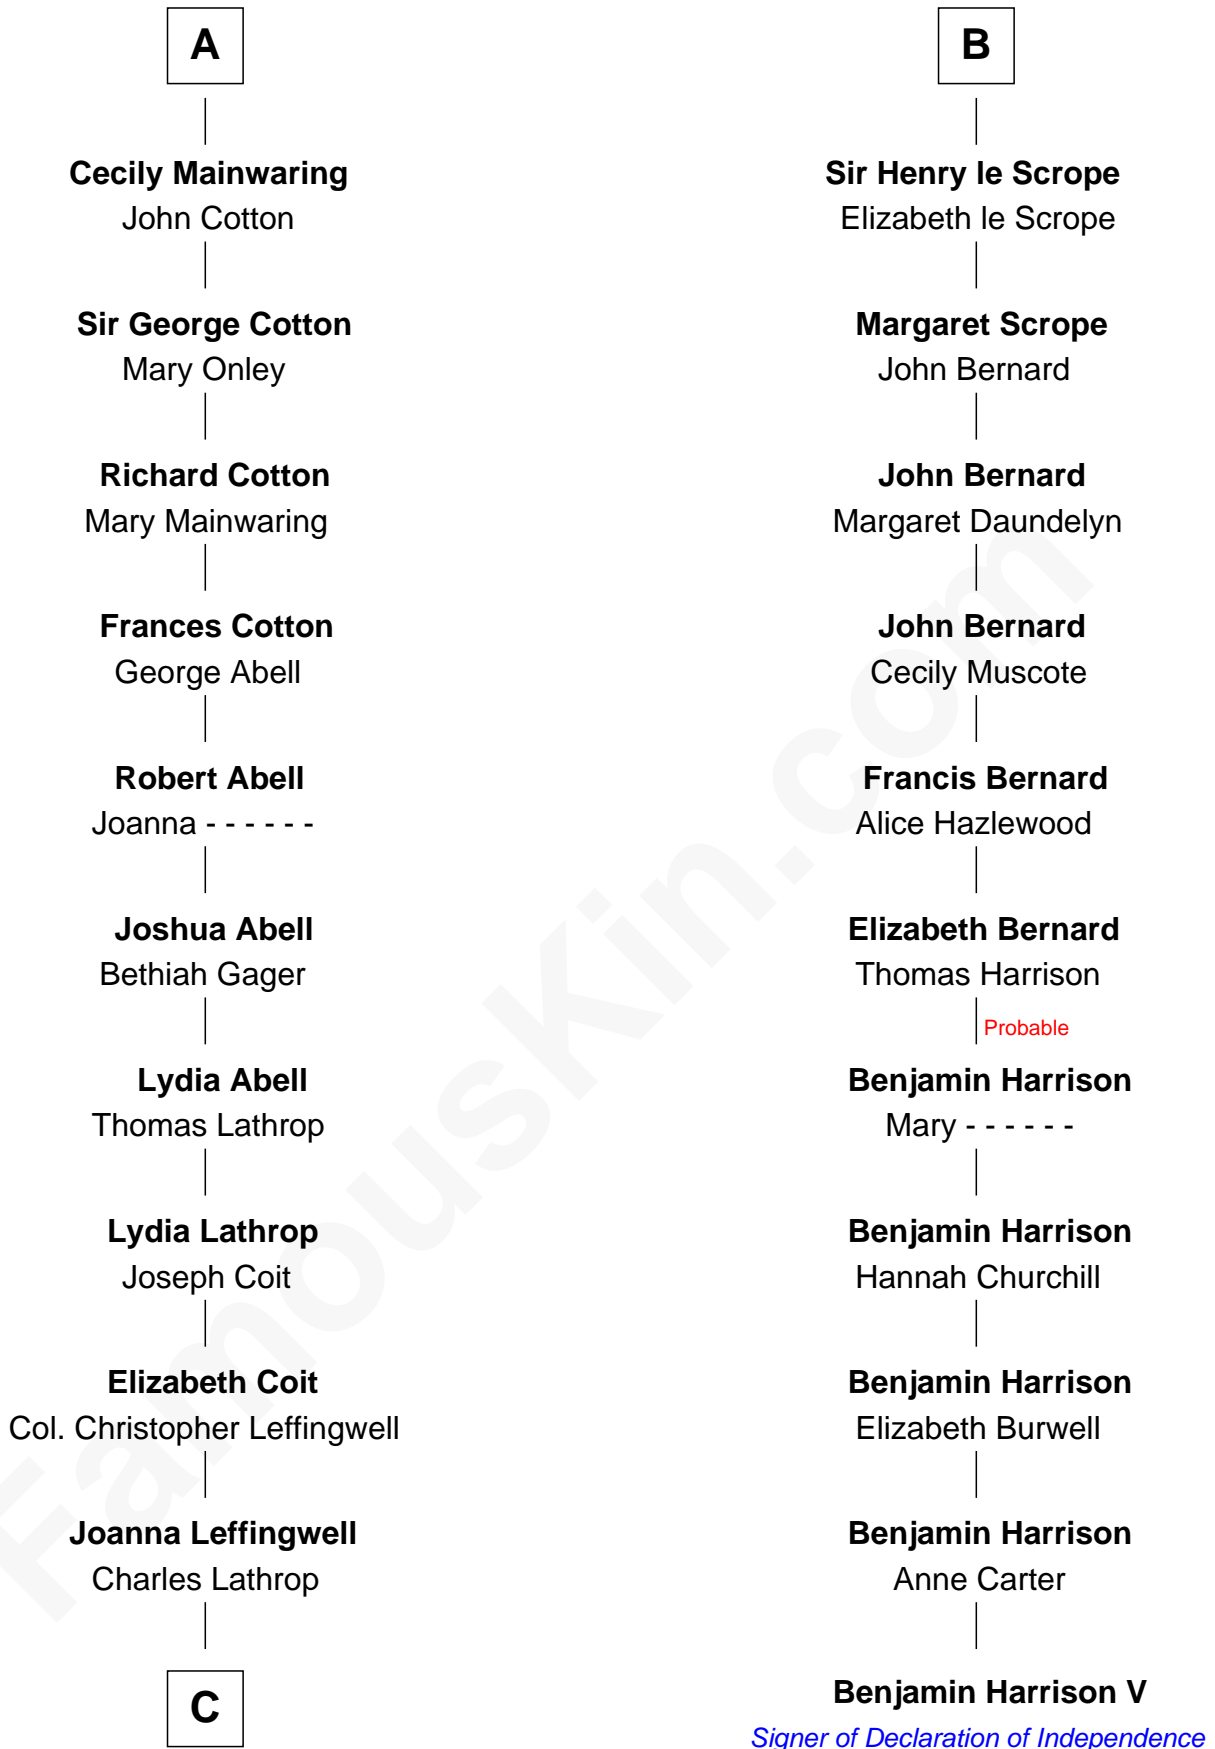 A
Cecily Mainwaring
John Cotton
Sir George Cotton
Mary Onley
Richard Cotton
Mary Mainwaring
Frances Cotton
George Abell
Robert Abell
Joanna - - - - - -
Joshua Abell
Bethiah Gager
Lydia Abell
Thomas Lathrop
Lydia Lathrop
Joseph Coit
Elizabeth Coit
Col. Christopher Leffingwell
Joanna Leffingwell
Charles Lathrop
C
B
Sir Henry le Scrope
Elizabeth le Scrope
Margaret Scrope
John Bernard
John Bernard
Margaret Daundelyn
John Bernard
Cecily Muscote
Francis Bernard
Alice Hazlewood
Elizabeth Bernard
Thomas Harrison
Probable
Benjamin Harrison
Mary - - - - - -
Benjamin Harrison
Hannah Churchill
Benjamin Harrison
Elizabeth Burwell
Benjamin Harrison
Anne Carter
Benjamin Harrison V
Signer of Declaration of Independence
FamousKin.com